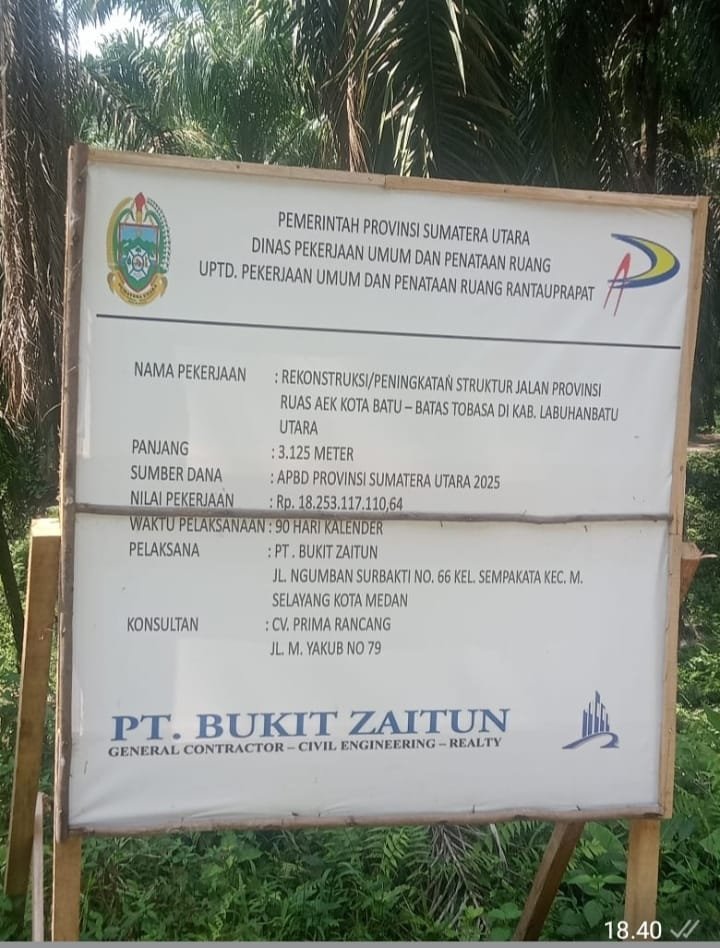 PEMERINTAH PROVINSI SUMATERA UTARA
DINAS PEKERJAAN UMUM DAN PENATAAN RUANG
UPTD. PEKERJAAN UMUM DAN PENATAAN RUANG RANTAUPRAPAT
NAMA PEKERJAAN : REKONSTRUKSI/PENINGKATAN STRUKTUR JALAN PROVINSI
RUAS AEK KOTA BATU – BATAS TOBASA DI KAB. LABUHANBATU
UTARA
PANJANG : 3.125 METER
SUMBER DANA : APBD PROVINSI SUMATERA UTARA 2025
NILAI PEKERJAAN : Rp. 18.253.117.110,64
WAKTU PELAKSANAAN : 90 HARI KALENDER
PELAKSANA : PT . BUKIT ZAITUN
JL. NGUMBAN SURBAKTI NO. 66 KEL. SEMPAKATA KEC. M.
SELAYANG KOTA MEDAN
KONSULTAN : CV. PRIMA RANCANG
JL. M. YAKUB NO 79
PT. BUKIT ZAITUN
GENERAL CONTRACTOR – CIVIL ENGINEERING – REALTY
18.40